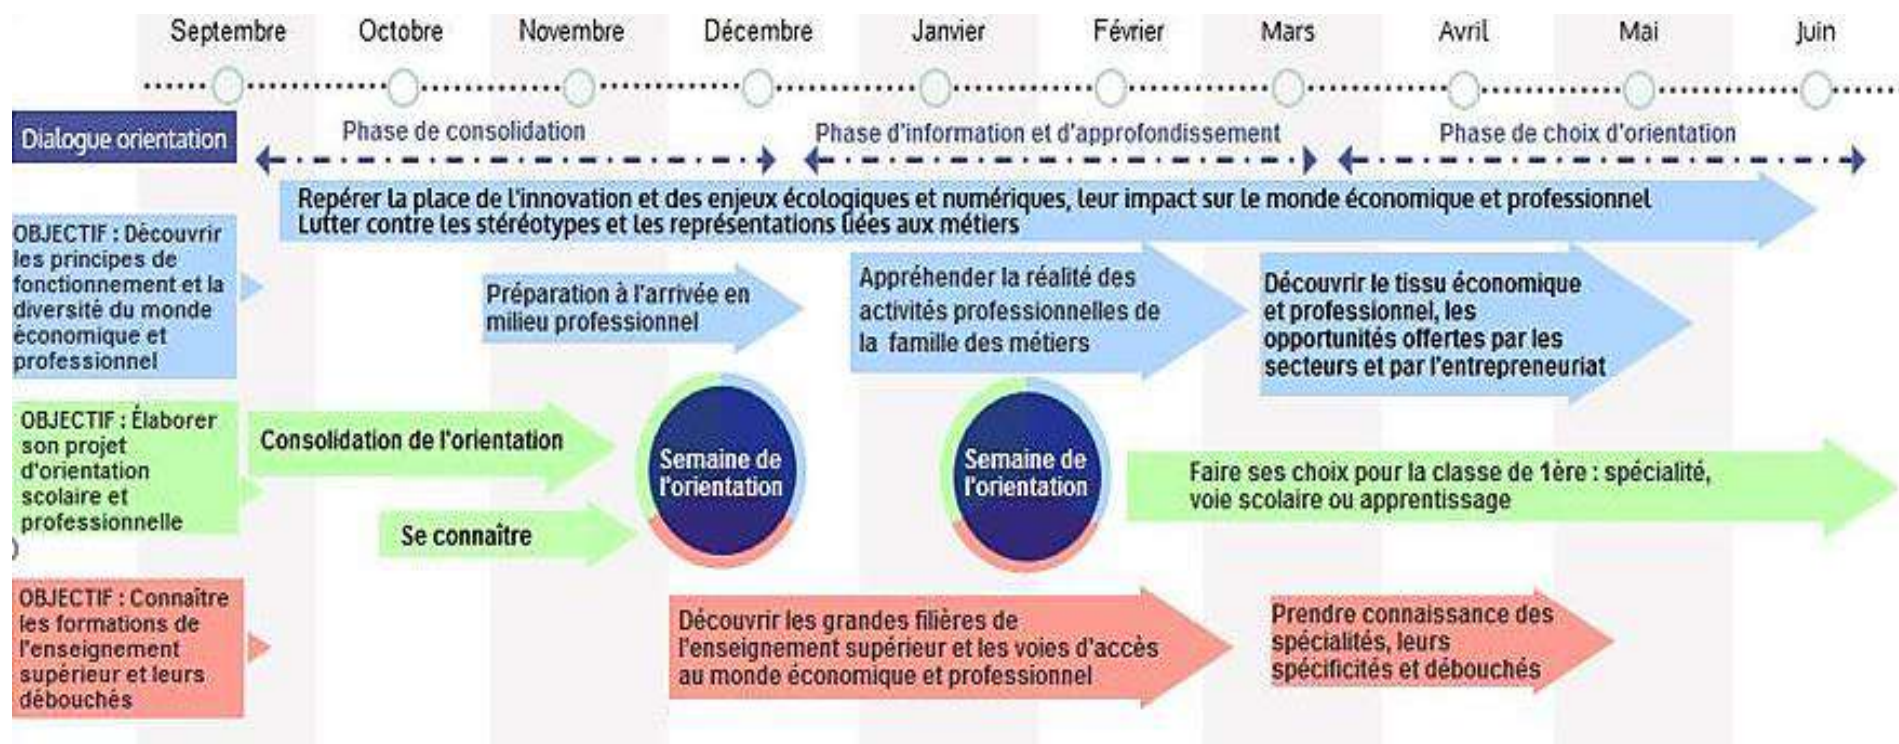 Septembre Octobre Novembre Décembre Janvier Février Mars Avril Mai Juin
Dialogue orientation
Phase de consolidation
Phase d'information et d'approfondissement
Phase de choix d'orientation
Repérer la place de l'innovation et des enjeux écologiques et numériques, leur impact sur le monde économique et professionnel
Lutter contre les stéréotypes et les représentations liées aux métiers
OBJECTIF : Découvrir
les principes de
fonctionnement et la
diversité du monde
économique et
professionnel
Préparation à l'arrivée en
milieu professionnel
Appréhender la réalité des
activités professionnelles de
la famille des métiers
Découvrir le tissu économique
et professionnel, les
opportunités offertes par les
secteurs et par l'entrepreneuriat
OBJECTIF : Élaborer
son projet
d'orientation
scolaire et
professionnelle
Consolidation de l'orientation
Se connaître
Semaine de
l'orientation
Semaine de
l'orientation
Faire ses choix pour la classe de 1ère : spécialité,
voie scolaire ou apprentissage
OBJECTIF : Connaître
les formations de
l'enseignement
supérieur et leurs
débouchés
Découvrir les grandes filières de
l'enseignement supérieur et les voies d'accès
au monde économique et professionnel
Prendre connaissance des
spécialités, leurs
spécificités et débouchés